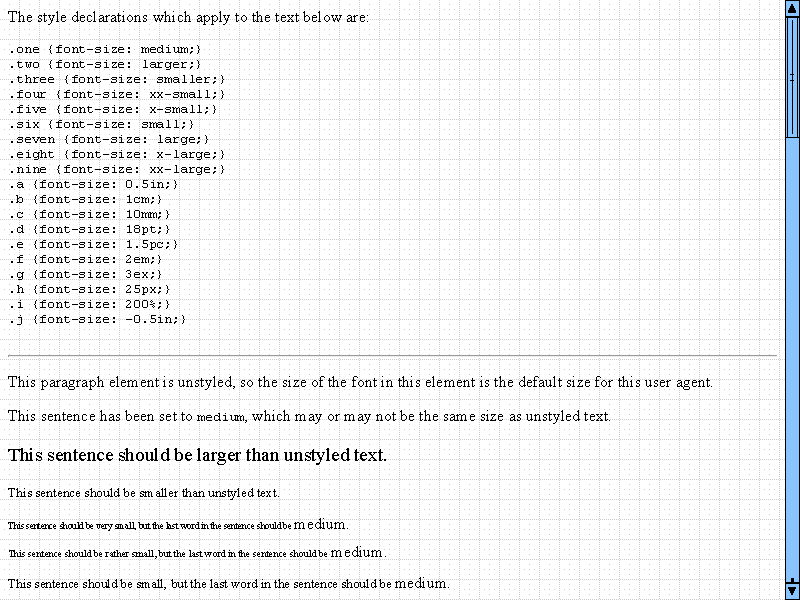 The style declarations which apply to the text below are:
.one {font-size: medium;}
.two {font-size: larger;}
.three {font-size: smaller;}
.four {font-size: xx-small;}
.five {font-size: x-small;}
.six {font-size: small;}
.seven {font-size: large;}
.eight {font-size: x-large;}
.nine {font-size: xx-large;}
.a {font-size: 0.5in;}
.b {font-size: 1cm;}
.c {font-size: 10mm;}
.d {font-size: 18pt;}
.e {font-size: 1.5pc;}
.f {font-size: 2em;}
.g {font-size: 3ex;}
.h {font-size: 25px;}
.i {font-size: 200%;}
.j {font-size: -0.5in;}
This paragraph element is unstyled, so the size of the font in this element is the default size for this user agent.
This sentence has been set to medium, which may or may not be the same size as unstyled text.
This sentence should be larger than unstyled text.
This sentence should be smaller than unstyled text.
This sentence should be very small, but the last word in the sentence should be medium.
This sentence should be rather small, but the last word in the sentence should be medium.
This sentence should be small, but the last word in the sentence should be medium.